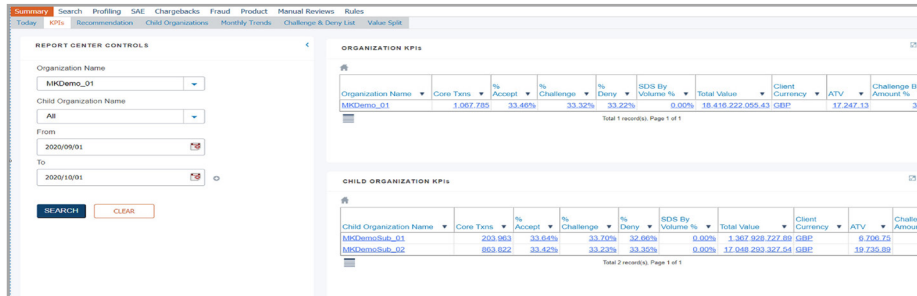 Summary Search Profiling SAE Chargebacks Fraud Product Manual Reviews Rules
Today KPIs Recommendation Child Organizations Monthly Trends Challenge & Deny List Value Split
REPORT CENTER CONTROLS
Organization Name
MKDemo_01
Child Organization Name
All
From
2020/09/01
To
2020/10/01
SEARCH CLEAR
ORGANIZATION KPIs
Organization Name Core Txns % Accept % Challenge % Deny SDS By Volume % Total Value Client Currency ATV Challenge B Amount %
MKDemo_01 1,067,785 33.46% 33.32% 33.22% 0.00% 18,416,222,055.43 GBP 17,247.13 3
Total 1 record(s), Page 1 of 1
CHILD ORGANIZATION KPIs
Child Organization Name Core Txns % Accept % Challenge % Deny SDS By Volume % Total Value Client Currency ATV Challe Amoun
MKDemoSub_01 203,963 33.64% 33.70% 32.66% 0.00% 1,367,928,727.89 GBP 6,706.75
MKDemoSub_02 863,822 33.42% 33.23% 33.35% 0.00% 17,048,293,327.54 GBP 19,735.89
Total 2 record(s), Page 1 of 1